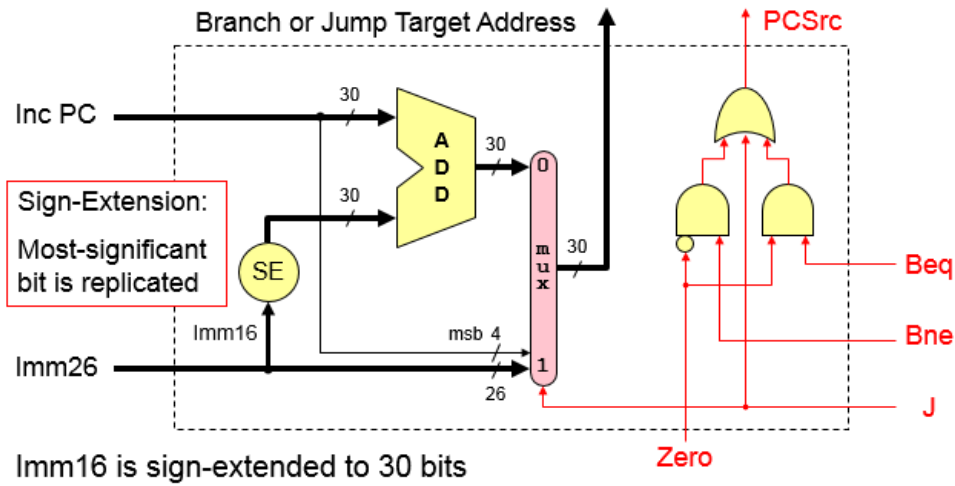 Branch or Jump Target Address
PCSrc
Inc PC
30
A
D
D
30
0
Sign-Extension:
Most-significant
bit is replicated
30
SE
m
u
x
30
Beq
Imm16
msb 4
Bne
Imm26
1
26
J
Zero
Imm16 is sign-extended to 30 bits